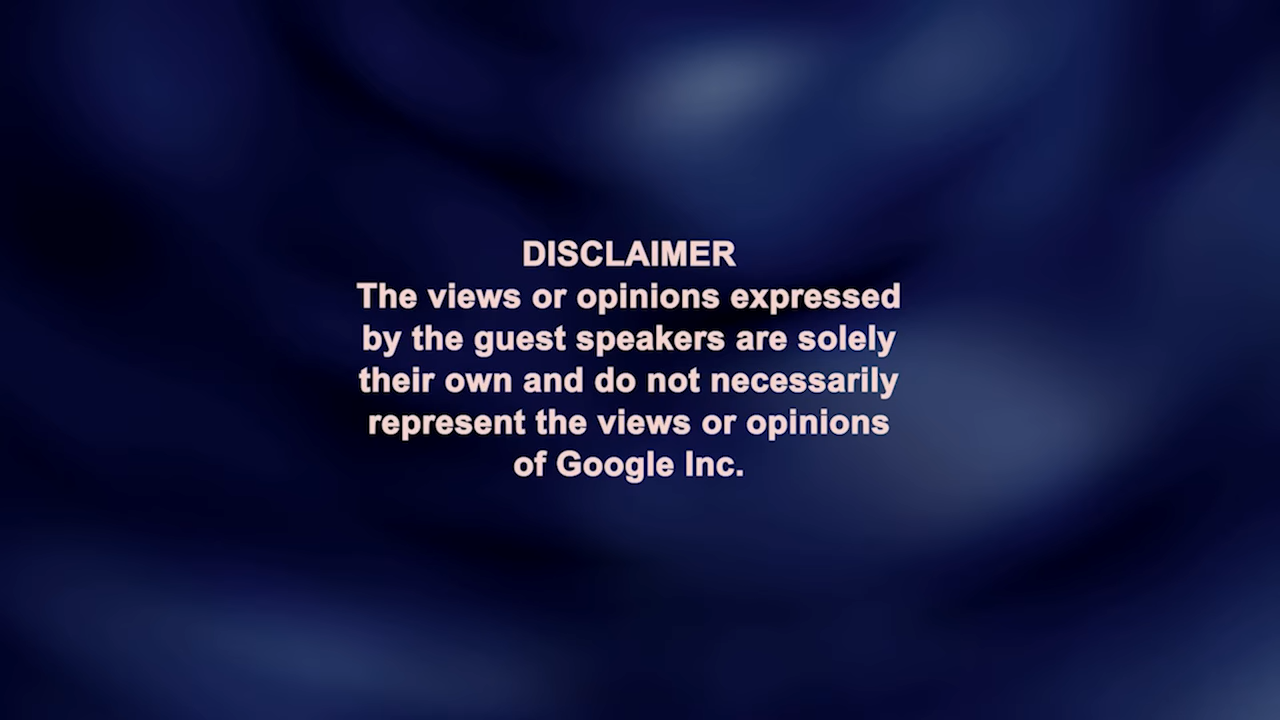 DISCLAIMER
The views or opinions expressed
by the guest speakers are solely
their own and do not necessarily
represent the views or opinions
of Google Inc.